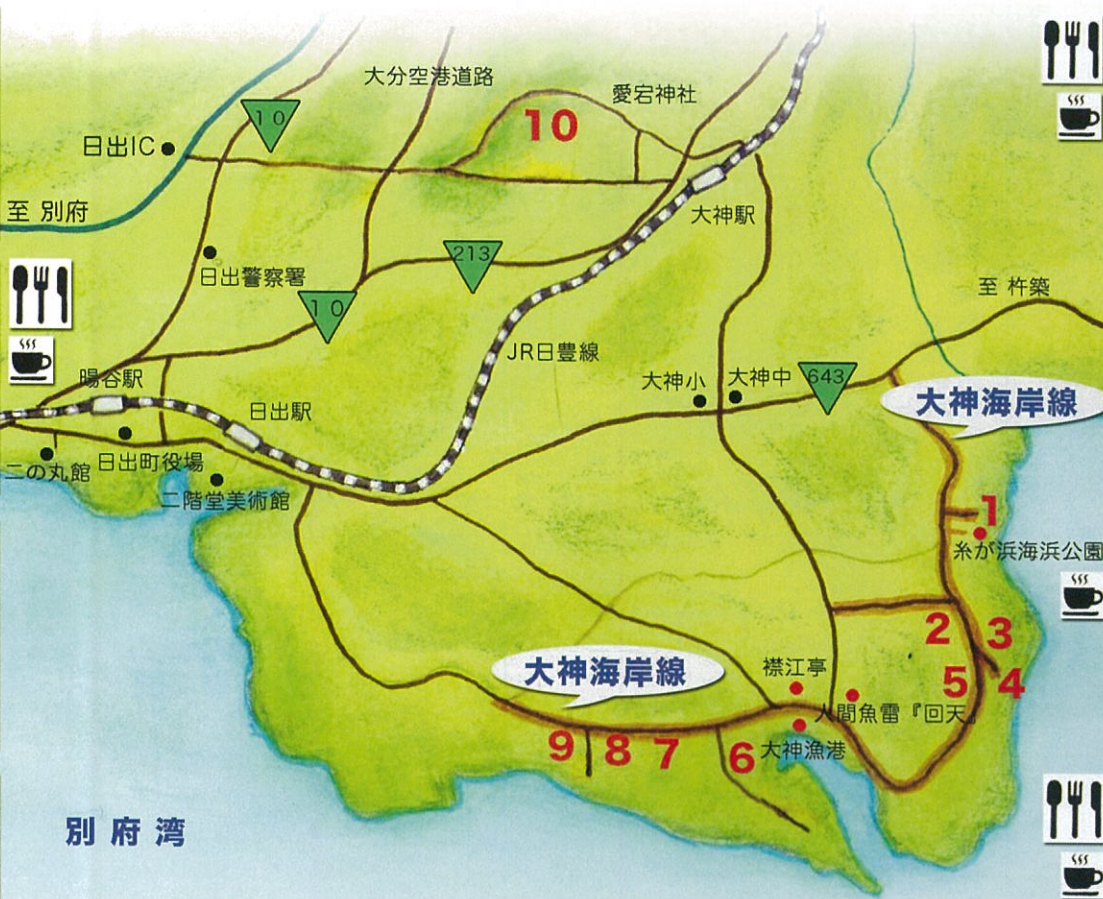 大分空港道路
愛宕神社
10
10
日出IC
至 別府
大神駅
213
日出警察署
至 杵築
10
JR日豊線
暘谷駅
大神小
大神中
643
大神海岸線
日出駅
日出町役場
二の丸館
二階堂美術館
1
糸が浜海浜公園
2
3
大神海岸線
襟江亭
5
4
人間魚雷『回天』
9
8
7
6
大神漁港
別府湾